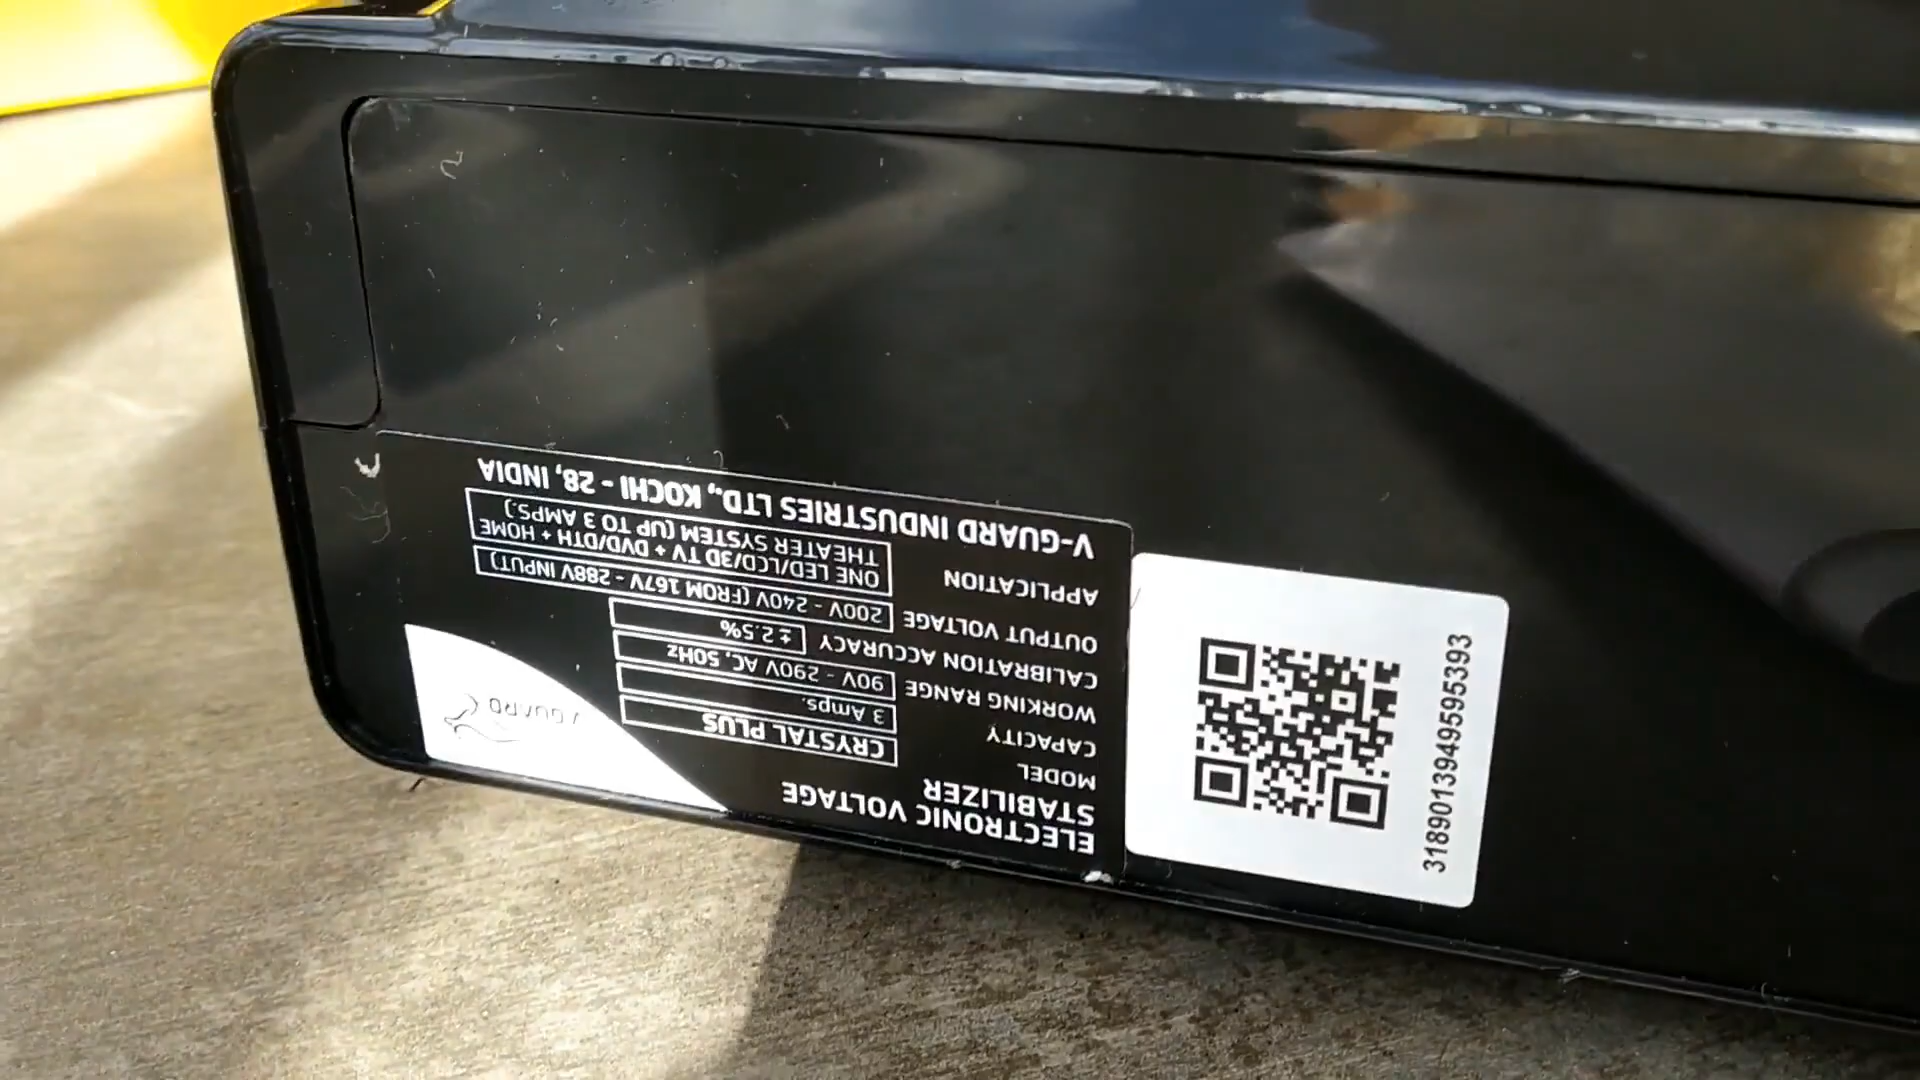 ELECTRONIC VOLTAGE
STABILIZER
MODEL CRYSTAL PLUS
CAPACITY 3 Amps.
WORKING RANGE 90V - 290V AC, 50Hz
CALIBRATION ACCURACY ± 2.5%
OUTPUT VOLTAGE 200V - 240V (FROM 167V - 288V INPUT)
APPLICATION ONE LED/LCD/3D TV + DVD/DTH + HOME
THEATER SYSTEM (UP TO 3 AMPS.)
V-GUARD INDUSTRIES LTD., KOCHI - 28, INDIA
V GUARD
3189013949595393